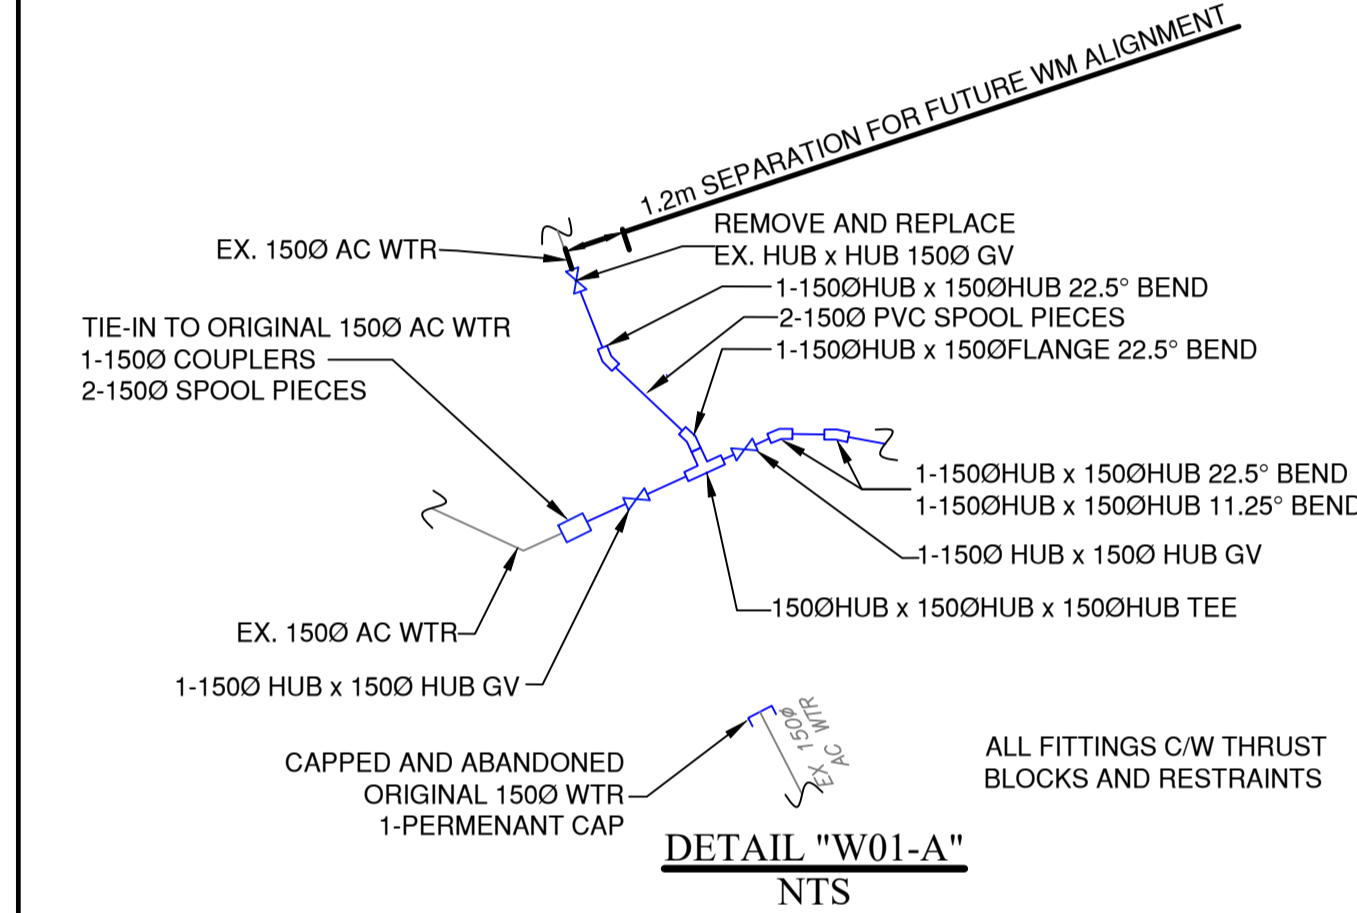 1.2m SEPARATION FOR FUTURE WM ALIGNMENT
REMOVE AND REPLACE
EX. HUB x HUB 150Ø GV
EX. 150Ø AC WTR
1-150ØHUB x 150ØHUB 22.5° BEND
2-150Ø PVC SPOOL PIECES
1-150ØHUB x 150ØFLANGE 22.5° BEND
TIE-IN TO ORIGINAL 150Ø AC WTR
1-150Ø COUPLERS
2-150Ø SPOOL PIECES
1-150ØHUB x 150ØHUB 22.5° BEND
1-150ØHUB x 150ØHUB 11.25° BEND
1-150Ø HUB x 150Ø HUB GV
150ØHUB x 150ØHUB x 150ØHUB TEE
EX. 150Ø AC WTR
1-150Ø HUB x 150Ø HUB GV
EX 150Ø
AC WTR
CAPPED AND ABANDONED
ORIGINAL 150Ø WTR
1-PERMENANT CAP
ALL FITTINGS C/W THRUST
BLOCKS AND RESTRAINTS
DETAIL "W01-A"
NTS